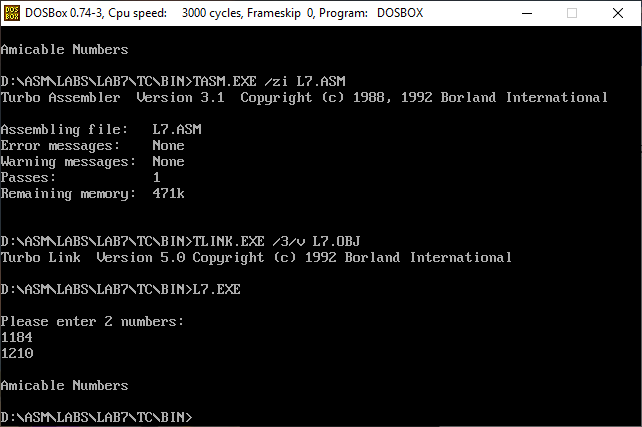 DOSBox 0.74-3, Cpu speed:    3000 cycles, Frameskip  0, Program:   DOSBOX
DOS
BOX
Amicable Numbers
D:\ASM\LABS\LAB7\TC\BIN>TASM.EXE /zi L7.ASM
Turbo Assembler  Version 3.1  Copyright (c) 1988, 1992 Borland International
Assembling file:   L7.ASM
Error messages:    None
Warning messages:  None
Passes:            1
Remaining memory:  471k
D:\ASM\LABS\LAB7\TC\BIN>TLINK.EXE /3/v L7.OBJ
Turbo Link  Version 5.0 Copyright (c) 1992 Borland International
D:\ASM\LABS\LAB7\TC\BIN>L7.EXE
Please enter 2 numbers:
1184
1210
Amicable Numbers
D:\ASM\LABS\LAB7\TC\BIN>